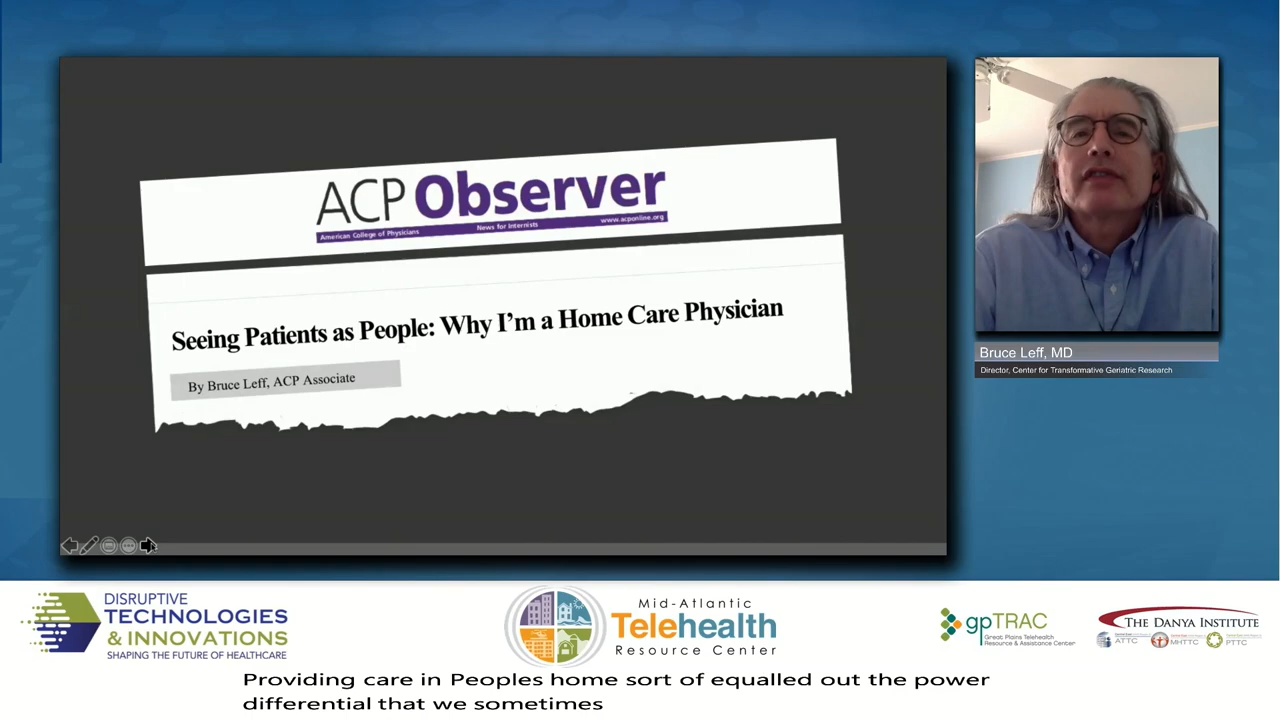 ACP Observer
American College of Physicians News for Internists www.acponline.org
Seeing Patients as People: Why I'm a Home Care Physician
By Bruce Leff, ACP Associate
Bruce Leff, MD
Director, Center for Transformative Geriatric Research
DISRUPTIVE
TECHNOLOGIES
& INNOVATIONS
SHAPING THE FUTURE OF HEALTHCARE
Mid-Atlantic
Telehealth
Resource Center
gpTRAC
Great Plains Telehealth
Resource & Assistance Center
THE DANYA INSTITUTE
ATTC MHTTC PTTC
Providing care in Peoples home sort of equalled out the power
differential that we sometimes